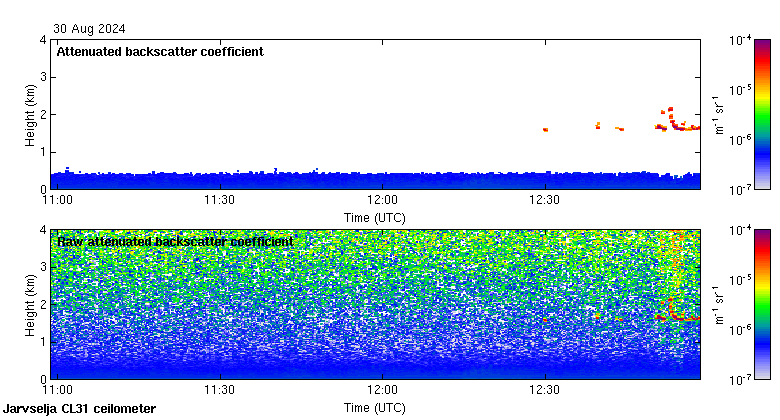 30 Aug 2024
Attenuated backscatter coefficient
4
3
2
1
0
Height (km)
11:00 11:30 12:00 12:30
Time (UTC)
10-4
10-5
10-6
10-7
m-1 sr-1
Raw attenuated backscatter coefficient
4
3
2
1
0
Height (km)
11:00 11:30 12:00 12:30
Time (UTC)
10-4
10-5
10-6
10-7
m-1 sr-1
Jarvselja CL31 ceilometer